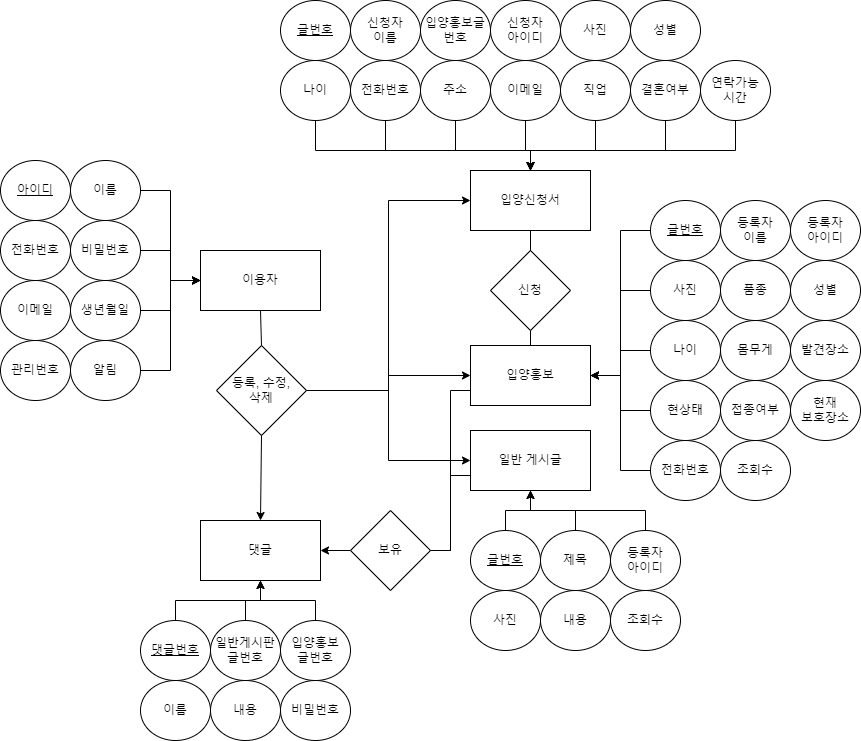 글번호
신청자
이름
입양홍보글
번호
신청자
아이디
사진
성별
나이
전화번호
주소
이메일
직업
결혼여부
연락가능
시간
아이디
이름
전화번호
비밀번호
이메일
생년월일
관리번호
알림
이용자
등록, 수정,
삭제
입양신청서
신청
입양홍보
일반 게시글
글번호
등록자
이름
등록자
아이디
사진
품종
성별
나이
몸무게
발견장소
현상태
접종여부
현재
보호장소
전화번호
조회수
댓글
보유
글번호
제목
등록자
아이디
사진
내용
조회수
댓글번호
일반게시판
글번호
입양홍보
글번호
이름
내용
비밀번호